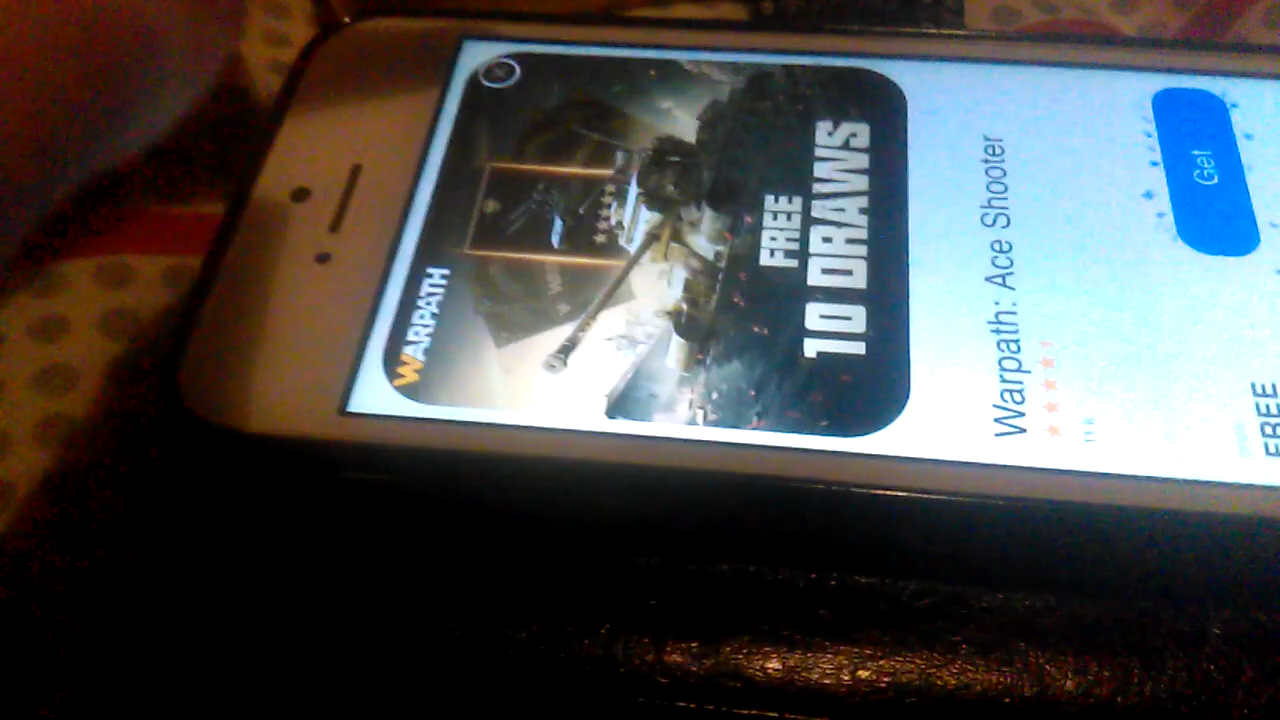 WARPATH
FREE
10 DRAWS
Warpath: Ace Shooter
Get
FREE